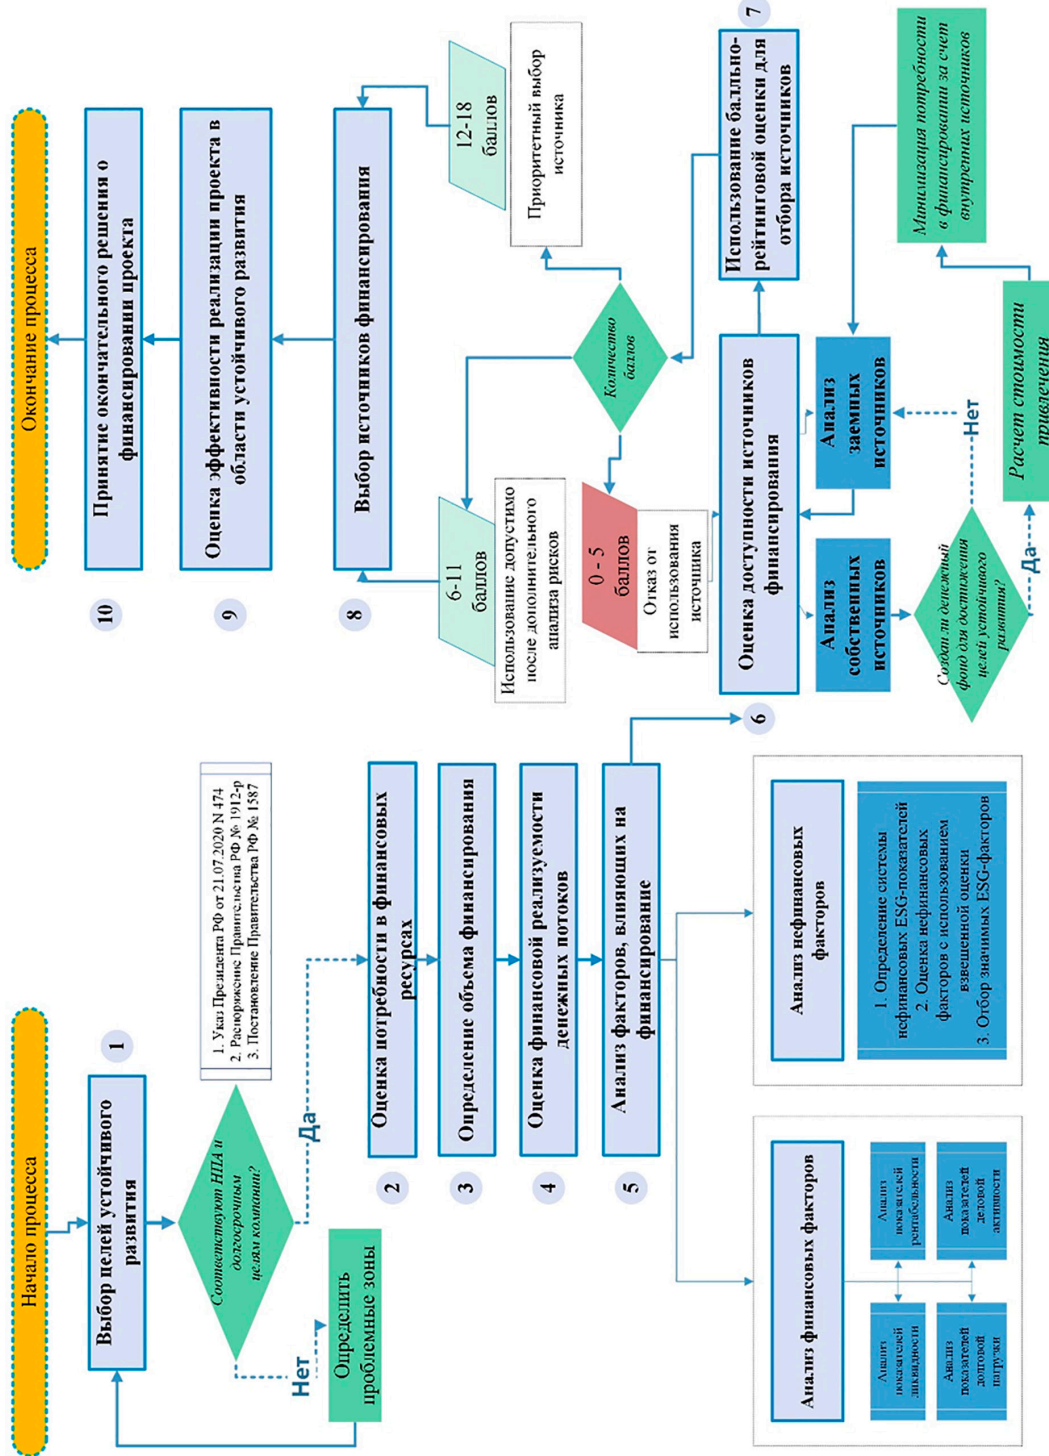 Начало процесса
Выбор целей устойчивого
развития
1
Соответствуют НПА и
долгосрочным
целям компании?
1. Указ Президента РФ от 21.07.2020 N 474
2. Распоряжение Правительства РФ № 1912-р
3. Постановление Правительства РФ № 1587
Нет
Да
Определить
проблемные зоны
2
Оценка потребности в финансовых
ресурсах
3
Определение объема финансирования
4
Оценка финансовой реализуемости
денежных потоков
5
Анализ факторов, влияющих на
финансирование
Анализ финансовых факторов
Анализ
показателей
ликвидности
Анализ
показателей
рентабельности
Анализ
показателей
долговой
нагрузки
Анализ
показателей
деловой
активности
Анализ нефинансовых
факторов
1. Определение системы
нефинансовых ESG-показателей
2. Оценка нефинансовых
факторов с использованием
взвешенной оценки
3. Отбор значимых ESG-факторов
6
Оценка доступности источников
финансирования
Анализ
собственных
источников
Анализ
заемных
источников
Создан ли денежный
фонд для достижения
целей устойчивого
развития?
Нет
Да
Расчет стоимости
привлечения
Минимизация потребности
в финансировании за счет
внутренних источников
7
Использование балльно-
рейтинговой оценки для
отбора источников
Количество
баллов
0 - 5
баллов
Отказ от
использования
источника
6-11
баллов
Использование допустимо
после дополнительного
анализа рисков
12-18
баллов
Приоритетный выбор
источника
8
Выбор источников финансирования
9
Оценка эффективности реализации проекта в
области устойчивого развития
10
Принятие окончательного решения о
финансировании проекта
Окончание процесса